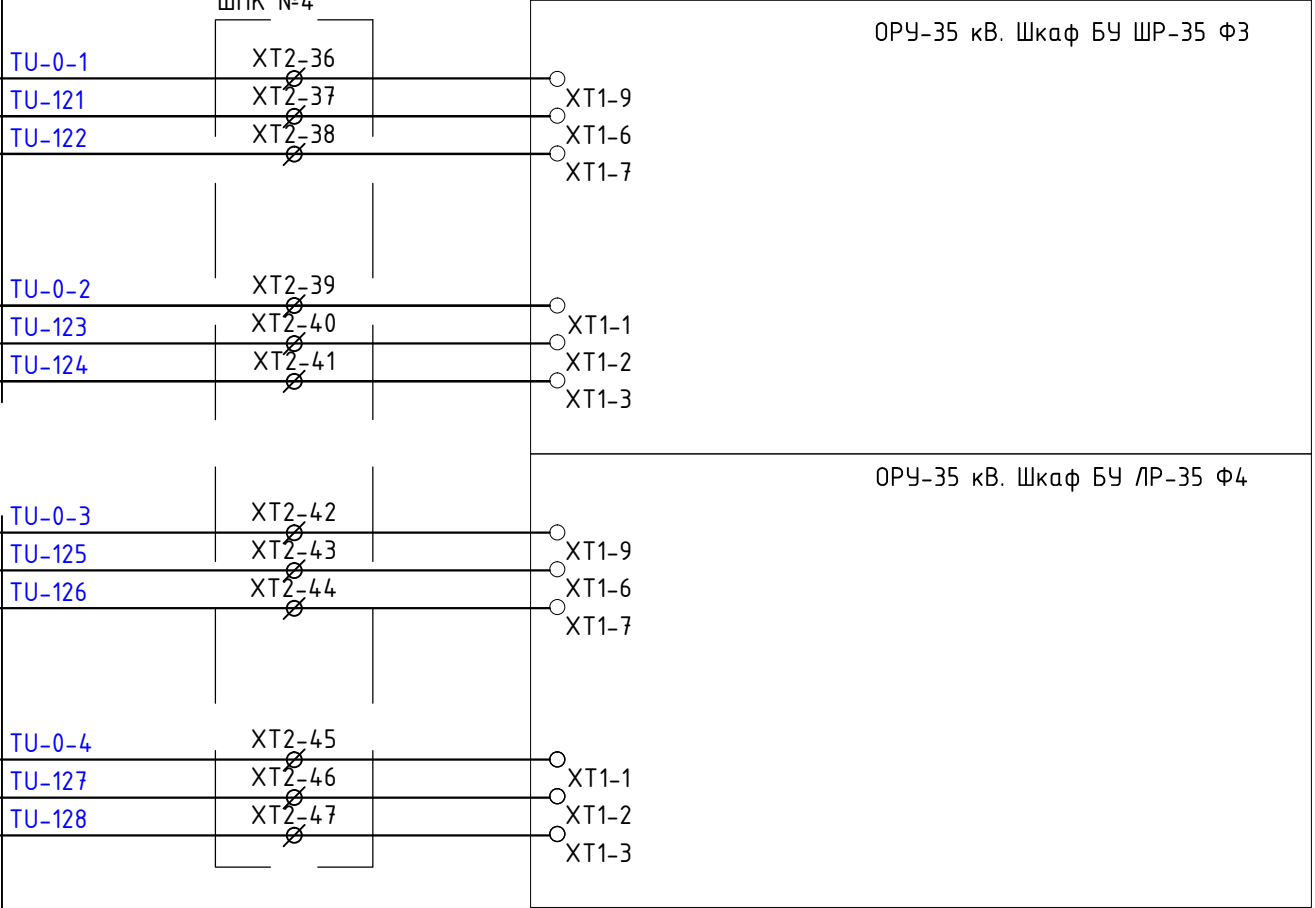 ШПК №4
ОРУ-35 кВ. Шкаф БУ ШР-35 Ф3
TU-0-1
XT2-36
XT1-9
TU-121
XT2-37
XT1-6
TU-122
XT2-38
XT1-7
TU-0-2
XT2-39
XT1-1
TU-123
XT2-40
XT1-2
TU-124
XT2-41
XT1-3
ОРУ-35 кВ. Шкаф БУ ЛР-35 Ф4
TU-0-3
XT2-42
XT1-9
TU-125
XT2-43
XT1-6
TU-126
XT2-44
XT1-7
TU-0-4
XT2-45
XT1-1
TU-127
XT2-46
XT1-2
TU-128
XT2-47
XT1-3